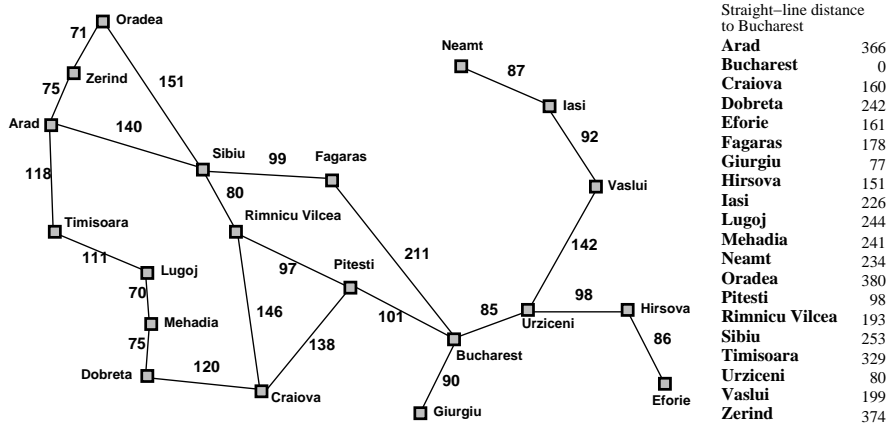 Oradea
71
Zerind
75
151
Arad
140
118
Sibiu
99
Fagaras
80
Timisoara
Rimnicu Vilcea
111
Lugoj
97
Pitesti
211
70
146
Mehadia
101
75
138
Dobreta
120
Craiova
Neamt
87
Iasi
92
Vaslui
142
85
98
Hirsova
Urziceni
86
Bucharest
90
Giurgiu
Eforie
Straight–line distance
to Bucharest
Arad 366
Bucharest 0
Craiova 160
Dobreta 242
Eforie 161
Fagaras 178
Giurgiu 77
Hirsova 151
Iasi 226
Lugoj 244
Mehadia 241
Neamt 234
Oradea 380
Pitesti 98
Rimnicu Vilcea 193
Sibiu 253
Timisoara 329
Urziceni 80
Vaslui 199
Zerind 374